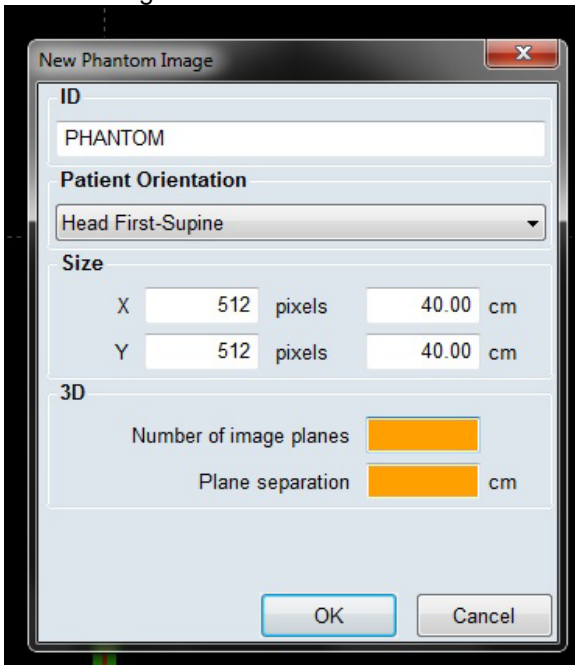 New Phantom Image
ID
PHANTOM
Patient Orientation
Head First-Supine
Size
X 512 pixels 40.00 cm
Y 512 pixels 40.00 cm
3D
Number of image planes
Plane separation cm
OK Cancel